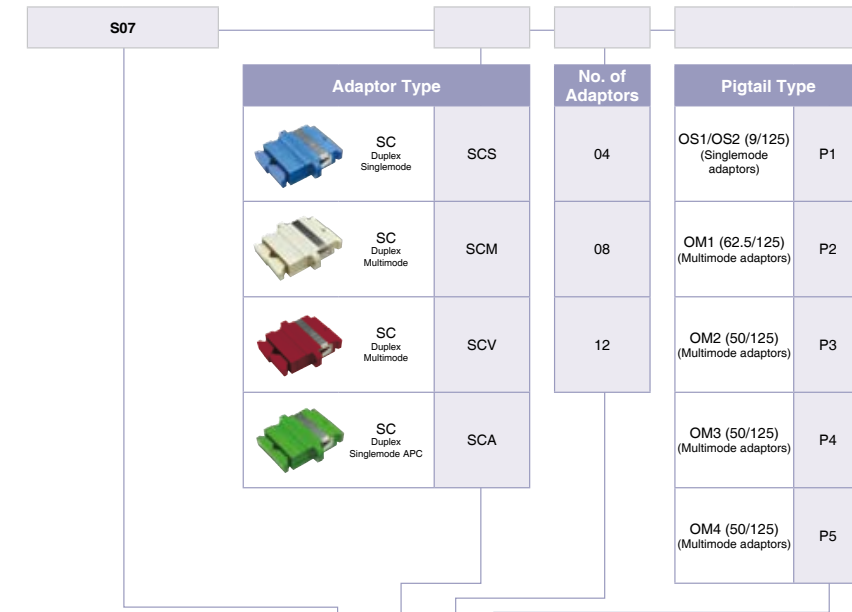 S07
Adaptor Type
SC
Duplex
Singlemode
SCS
SC
Duplex
Multimode
SCM
SC
Duplex
Multimode
SCV
SC
Duplex
Singlemode APC
SCA
No. of
Adaptors
04
08
12
Pigtail Type
OS1/OS2 (9/125)
(Singlemode
adaptors)
P1
OM1 (62.5/125)
(Multimode adaptors)
P2
OM2 (50/125)
(Multimode adaptors)
P3
OM3 (50/125)
(Multimode adaptors)
P4
OM4 (50/125)
(Multimode adaptors)
P5